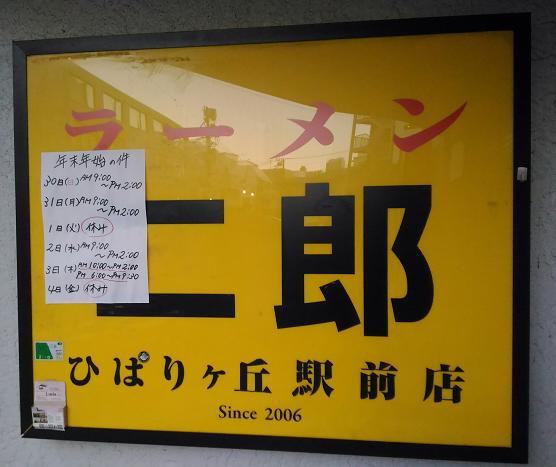 ラーメン
二郎
ひばりヶ丘駅前店
Since 2006
年末年始の件
30日(日)AM9:00
～PM2:00
31日(月)AM9:00
～PM2:00
1日(火)休み
2日(水)AM9:00
～PM2:00
3日(木)AM10:00～PM2:00
PM6:00～PM9:30
4日(金)休み